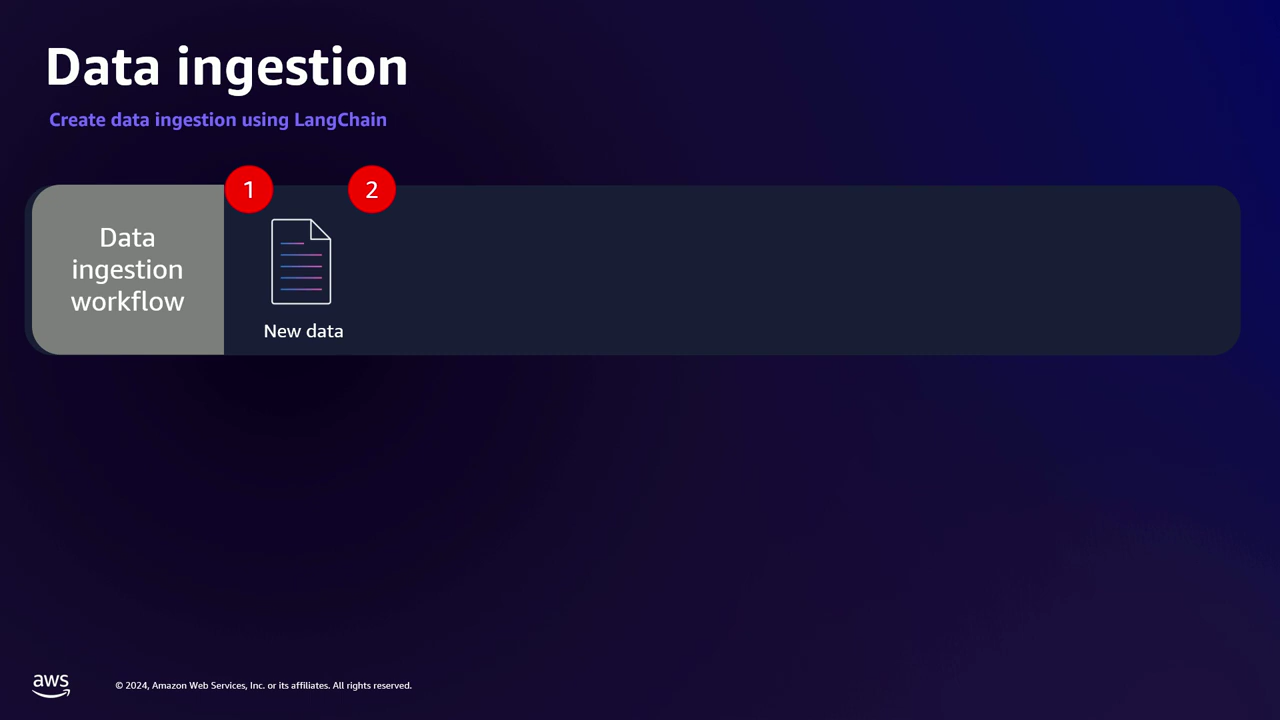 Data ingestion
Create data ingestion using LangChain
1
2
Data
ingestion
workflow
New data
aws
© 2024, Amazon Web Services, Inc. or its affiliates. All rights reserved.